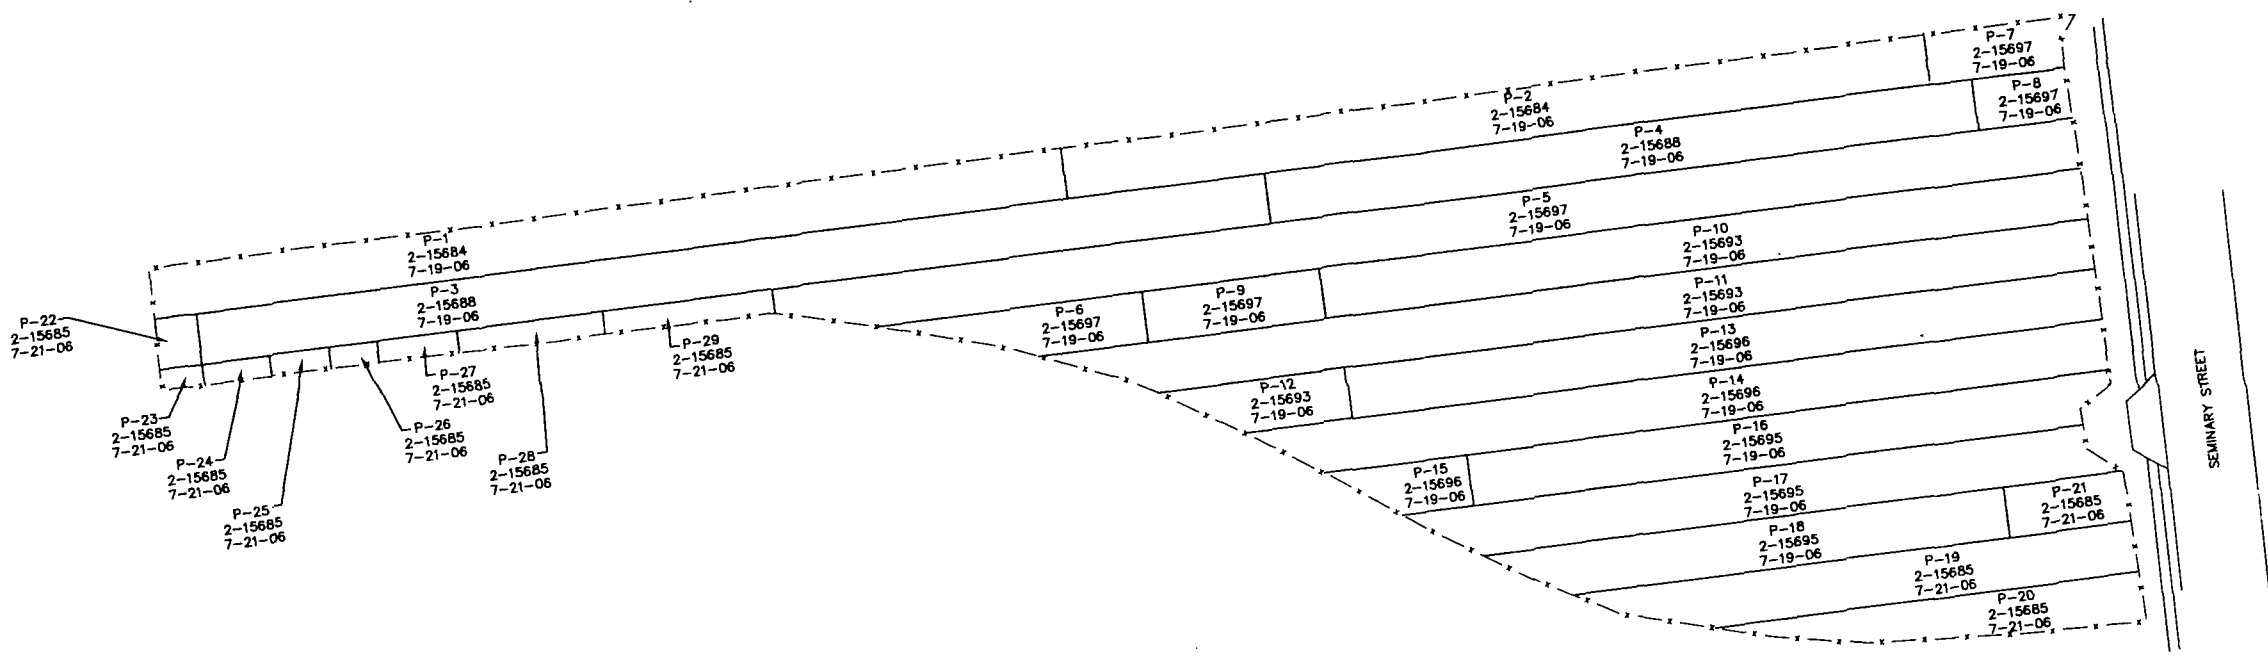 P-7
2-15697
7-19-06
P-8
2-15697
7-19-06
P-2
2-15684
7-19-06
P-4
2-15688
7-19-06
P-5
2-15697
7-19-06
P-10
2-15693
7-19-06
P-1
2-15684
7-19-06
P-3
2-15688
7-19-06
P-22
2-15685
7-21-06
P-6
2-15697
7-19-06
P-9
2-15697
7-19-06
P-11
2-15693
7-19-06
P-13
2-15696
7-19-06
P-29
2-15685
7-21-06
P-27
2-15685
7-21-06
P-12
2-15693
7-19-06
P-14
2-15696
7-19-06
P-23
2-15685
7-21-06
P-26
2-15685
7-21-06
P-16
2-15695
7-19-06
SEMINARY STREET
P-24
2-15685
7-21-06
P-28
2-15685
7-21-06
P-15
2-15696
7-19-06
P-17
2-15695
7-19-06
P-21
2-15685
7-21-06
P-25
2-15685
7-21-06
P-18
2-15695
7-19-06
P-19
2-15685
7-21-06
P-20
2-15685
7-21-06